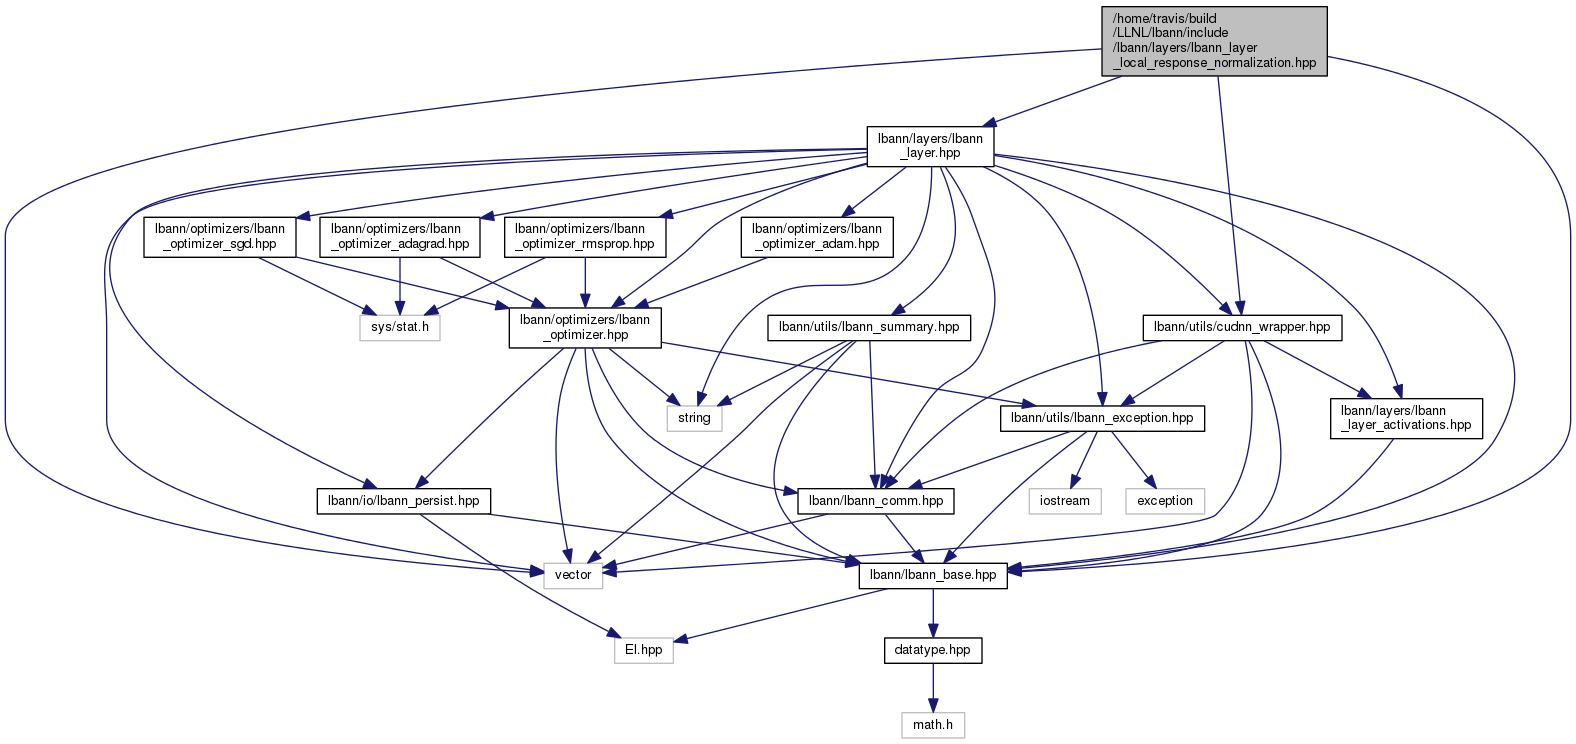 /home/travis/build
/LLNL/lbann/include
/lbann/layers/lbann_layer
_local_response_normalization.hpp
lbann/layers/lbann
_layer.hpp
lbann/optimizers/lbann
_optimizer_sgd.hpp
lbann/optimizers/lbann
_optimizer_adagrad.hpp
lbann/optimizers/lbann
_optimizer_rmsprop.hpp
lbann/optimizers/lbann
_optimizer_adam.hpp
sys/stat.h
lbann/optimizers/lbann
_optimizer.hpp
lbann/utils/lbann_summary.hpp
lbann/utils/cudnn_wrapper.hpp
string
lbann/utils/lbann_exception.hpp
lbann/layers/lbann
_layer_activations.hpp
lbann/io/lbann_persist.hpp
lbann/lbann_comm.hpp
iostream
exception
vector
lbann/lbann_base.hpp
El.hpp
datatype.hpp
math.h